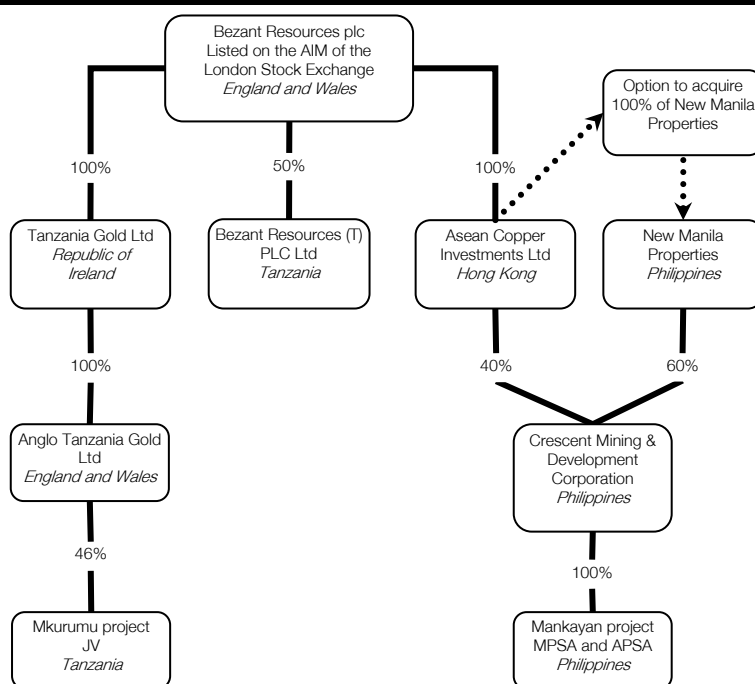 Bezant Resources plc
Listed on the AIM of the
London Stock Exchange
England and Wales
Option to acquire
100% of New Manila
Properties
100%
50%
100%
Tanzania Gold Ltd
Republic of
Ireland
Bezant Resources (T)
PLC Ltd
Tanzania
Asean Copper
Investments Ltd
Hong Kong
New Manila
Properties
Philippines
100%
40%
60%
Anglo Tanzania Gold
Ltd
England and Wales
Crescent Mining &
Development
Corporation
Philippines
46%
100%
Mkurumu project
JV
Tanzania
Mankayan project
MPSA and APSA
Philippines